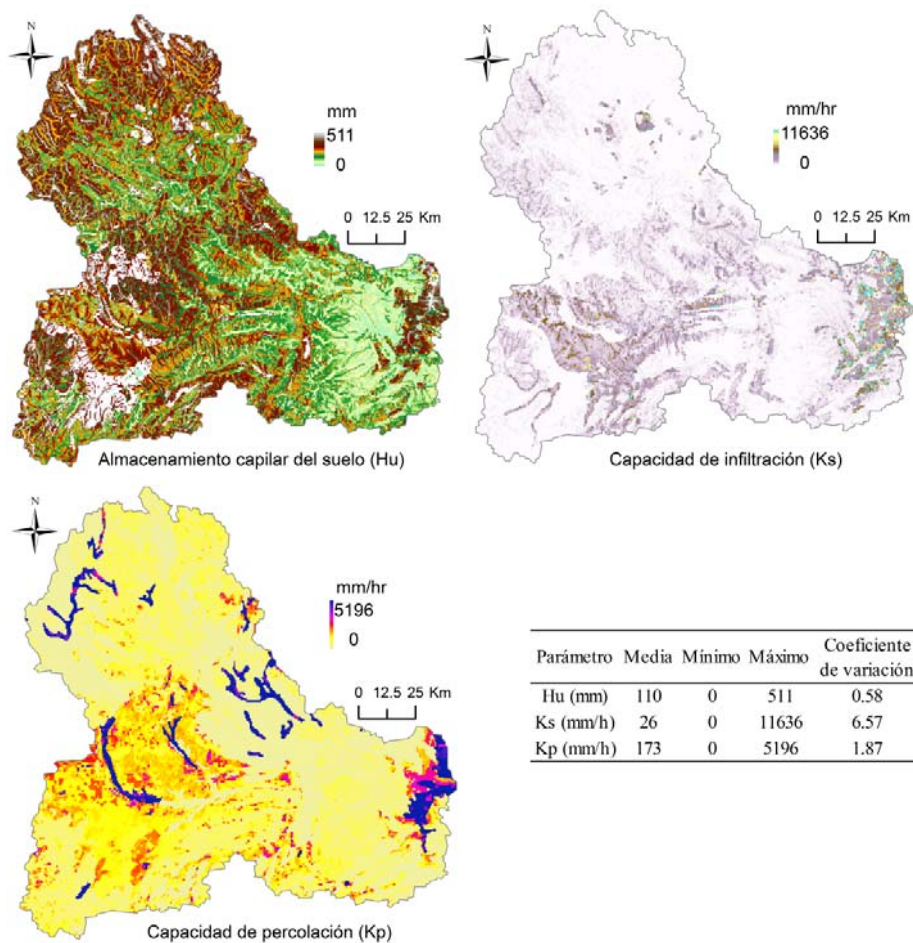 N
mm
511
0
0 12.5 25 Km
Almacenamiento capilar del suelo (Hu)
N
mm/hr
11636
0
0 12.5 25 Km
Capacidad de infiltración (Ks)
N
mm/hr
5196
0
0 12.5 25 Km
Capacidad de percolación (Kp)
Parámetro Media Mínimo Máximo Coeficiente de variación
Hu (mm) 110 0 511 0.58
Ks (mm/h) 26 0 11636 6.57
Kp (mm/h) 173 0 5196 1.87